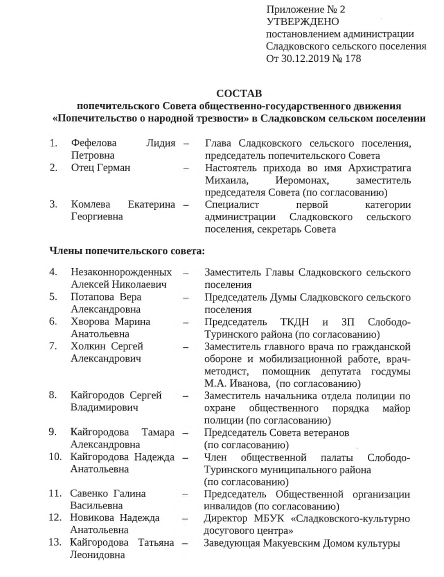 Приложение № 2
УТВЕРЖДЕНО
постановлением администрации
Сладковского сельского поселения
От 30.12.2019 № 178
СОСТАВ
попечительского Совета общественно-государственного движения
«Попечительство о народной трезвости» в Сладковском сельском поселении
1. Фефелова Лидия – Глава Сладковского сельского поселения,
Петровна председатель попечительского Совета
2. Отец Герман – Настоятель прихода во имя Архистратига
Михаила, Иеромонах, заместитель
председателя Совета (по согласованию)
3. Комлева Екатерина – Специалист первой категории
Георгиевна администрации Сладковского сельского
поселения, секретарь Совета
Члены попечительского совета:
4. Незаконнорожденных – Заместитель Главы Сладковского сельского
Алексей Николаевич поселения
5. Потапова Вера – Председатель Думы Сладковского сельского
Александровна поселения
6. Хворова Марина – Председатель ТКДН и ЗП Слободо-
Анатольевна Туринского района (по согласованию)
7. Холкин Сергей – Заместитель главного врача по гражданской
Александрович обороне и мобилизационной работе, врач-
методист, помощник депутата госдумы
М.А. Иванова, (по согласованию)
8. Кайгородов Сергей – Заместитель начальника отдела полиции по
Владимирович охране общественного порядка майор
полиции (по согласованию)
9. Кайгородова Тамара – Председатель Совета ветеранов
Александровна (по согласованию)
10. Кайгородова Надежда – Член общественной палаты Слободо-
Анатольевна Туринского муниципального района
(по согласованию)
11. Савенко Галина – Председатель Общественной организации
Васильевна инвалидов (по согласованию)
12. Новикова Надежда – Директор МБУК «Сладковского-культурно
Анатольевна досугового центра»
13. Кайгородова Татьяна – Заведующая Макуевским Домом культуры
Леонидовна